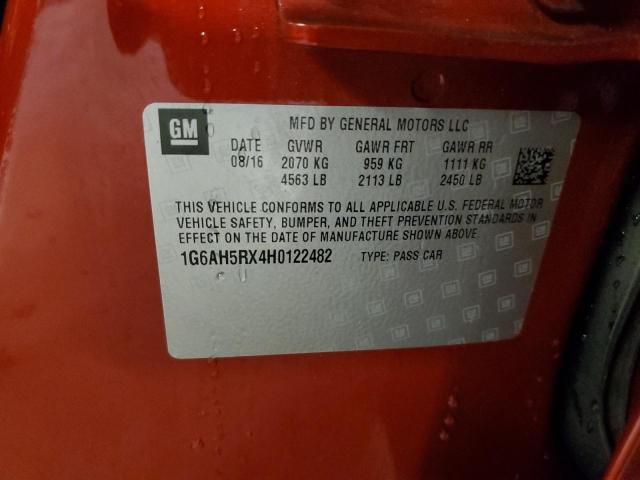 GM
MFD BY GENERAL MOTORS LLC
DATE GVWR GAWR FRT GAWR RR
08/16 2070 KG 959 KG 1111 KG
4563 LB 2113 LB 2450 LB
THIS VEHICLE CONFORMS TO ALL APPLICABLE U.S. FEDERAL MOTOR
VEHICLE SAFETY, BUMPER, AND THEFT PREVENTION STANDARDS IN
EFFECT ON THE DATE OF MANUFACTURE SHOWN ABOVE
1G6AH5RX4H0122482 TYPE: PASS CAR